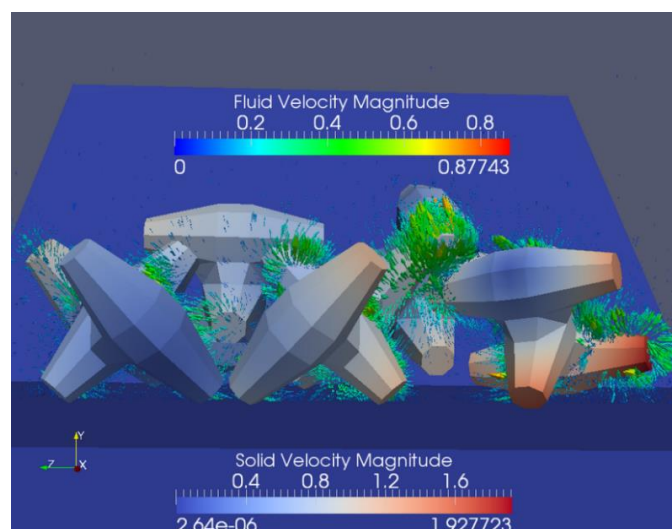 Fluid Velocity Magnitude
0.2 0.4 0.6 0.8
0 0.87743
Y
Z X
Solid Velocity Magnitude
0.4 0.8 1.2 1.6
2.64e-06 1.927723